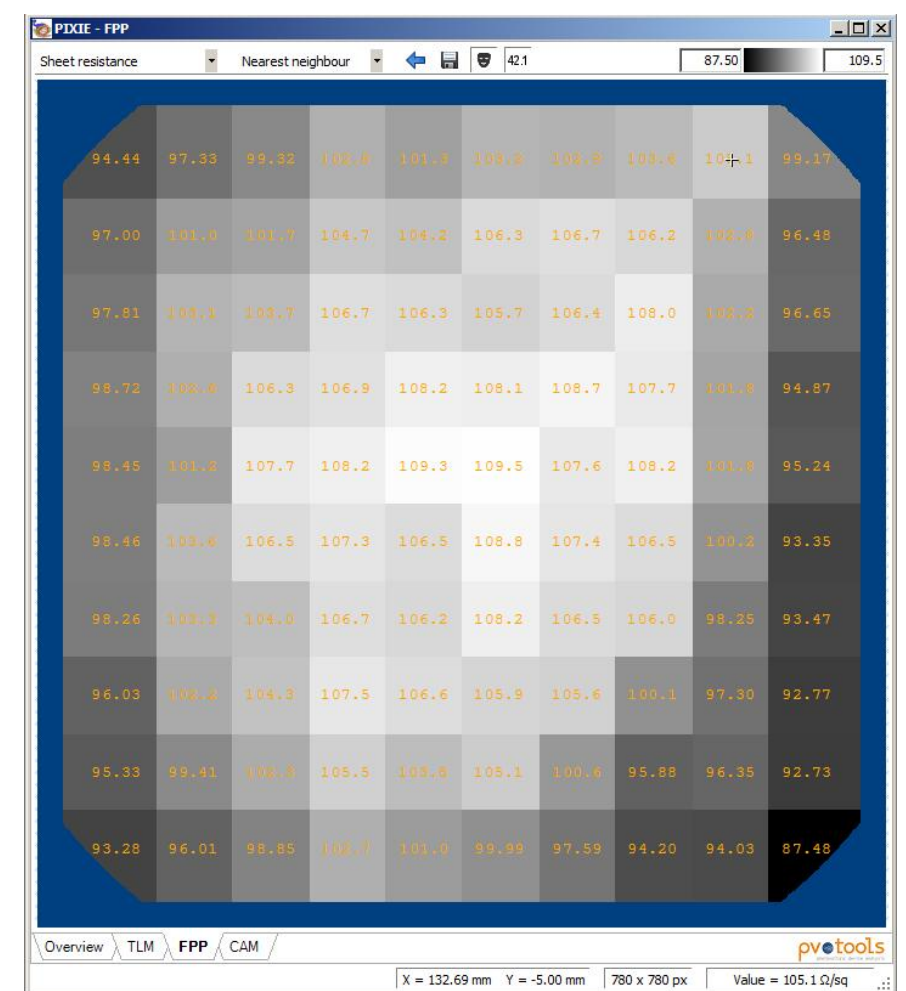 PIXIE - FPP
Sheet resistance Nearest neighbour 42.1 87.50 109.5
94.44 97.33 99.32 101.3 99.17
97.00 101.0 101.7 104.7 104.2 106.3 106.7 106.2 96.48
97.81 103.1 103.7 106.7 106.3 105.7 106.4 108.0 102.2 96.65
98.72 106.3 106.9 108.2 108.1 108.7 107.7 101.8 94.87
98.45 101.2 107.7 108.2 109.3 109.5 107.6 108.2 101.8 95.24
98.46 103.6 106.5 107.3 106.5 108.8 107.4 106.5 100.2 93.35
98.26 104.0 106.7 106.2 108.2 106.5 106.0 98.25 93.47
96.03 102.2 104.3 107.5 106.6 105.9 105.6 100.1 97.30 92.77
95.33 99.41 105.5 103.8 105.1 100.6 95.88 96.35 92.73
93.28 96.01 98.85 101.0 99.99 97.59 94.20 94.03 87.48
Overview TLM FPP CAM pvtools
X = 132.69 mm Y = -5.00 mm 780 x 780 px Value = 105.1 Ω/sq